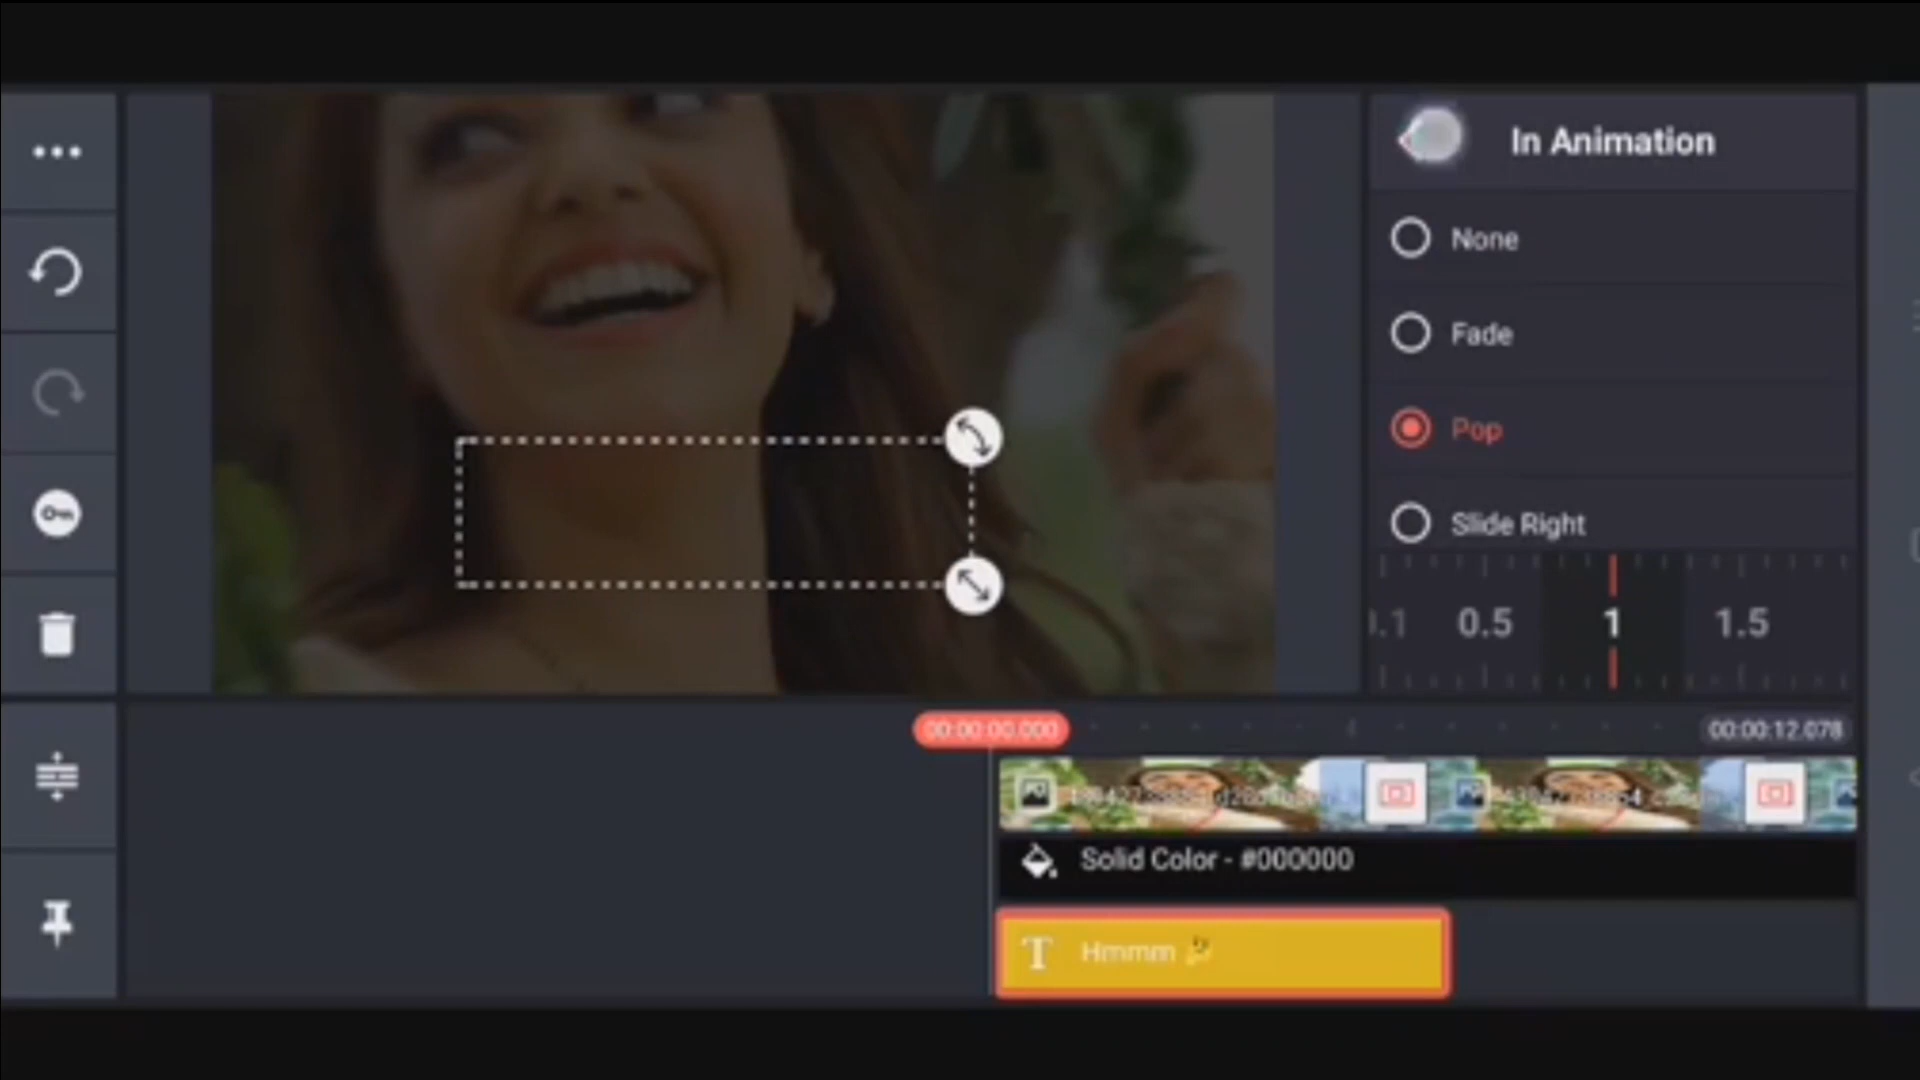 In Animation
None
Fade
Pop
Slide Right
0.5 1 1.5
00:00:00.000 00:00:12.078
Solid Color - #000000
T Hmmm 🤔